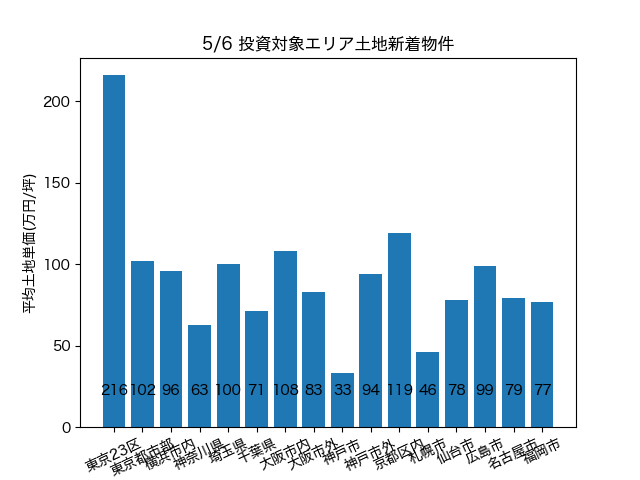 5/6 投資対象エリア土地新着物件
平均土地単価(万円/坪)
200
150
100
50
0
216 102 96 63 100 71 108 83 33 94 119 46 78 99 79 77
東京23区 東京都市部 横浜市内 神奈川県 埼玉県 千葉県 大阪市内 大阪市外 神戸市 神戸市外 京都区内 札幌市 仙台市 広島市 名古屋市 福岡市